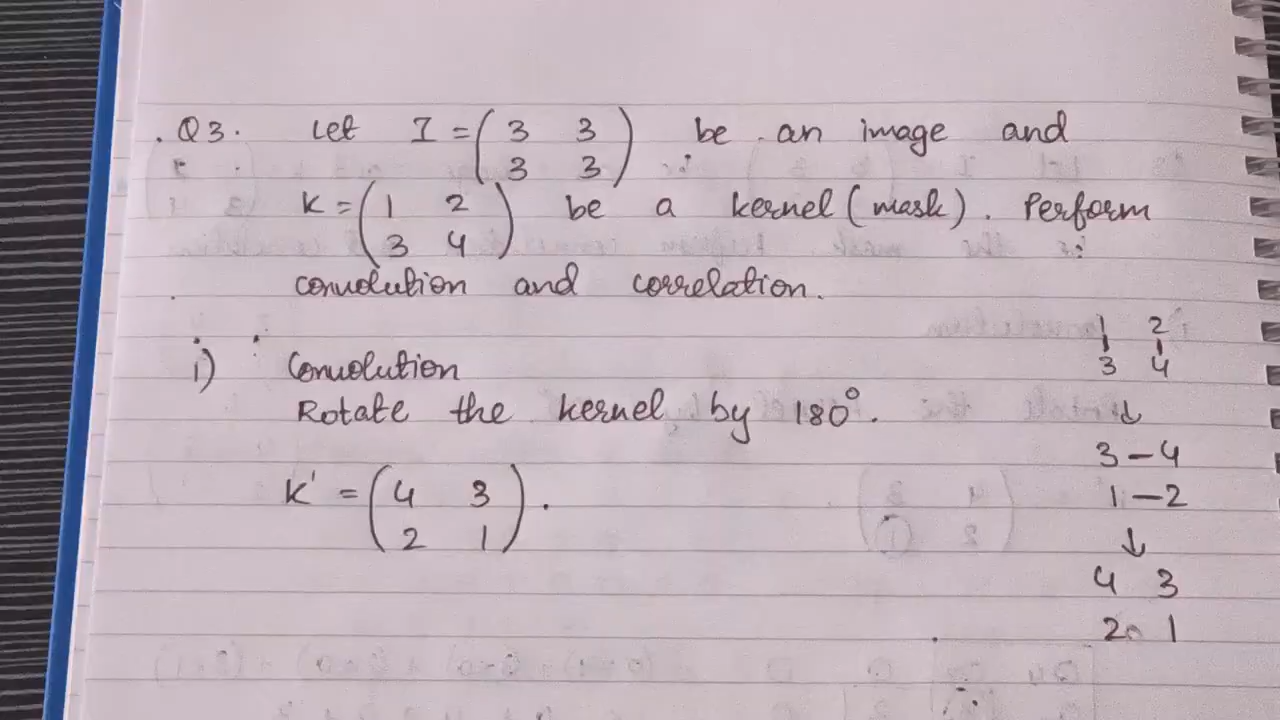 Q3. Let I = ( 3 3
3 3 ) be an image and
K = ( 1 2
3 4 ) be a kernel (mask). Perform
convolution and correlation.
i) Convolution
Rotate the kernel by 180°.
K' = ( 4 3
2 1 ).
1 2
3 4
↓
3 – 4
1 – 2
↓
4 3
2 1